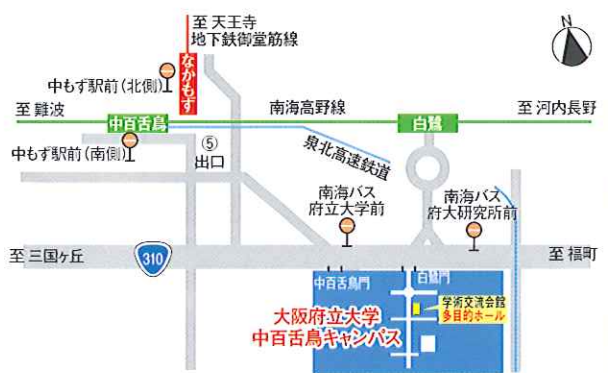 至 天王寺
地下鉄御堂筋線
N
なかもず
中もず駅前(北側)
至 難波
中百舌鳥
南海高野線
白鷺
至 河内長野
中もず駅前(南側)
⑤
出口
泉北高速鉄道
南海バス
府立大学前
南海バス
府大研究所前
至 三国ヶ丘
310
至 福町
中百舌鳥門
白鷺門
大阪府立大学
中百舌鳥キャンパス
学術交流会館
多目的ホール